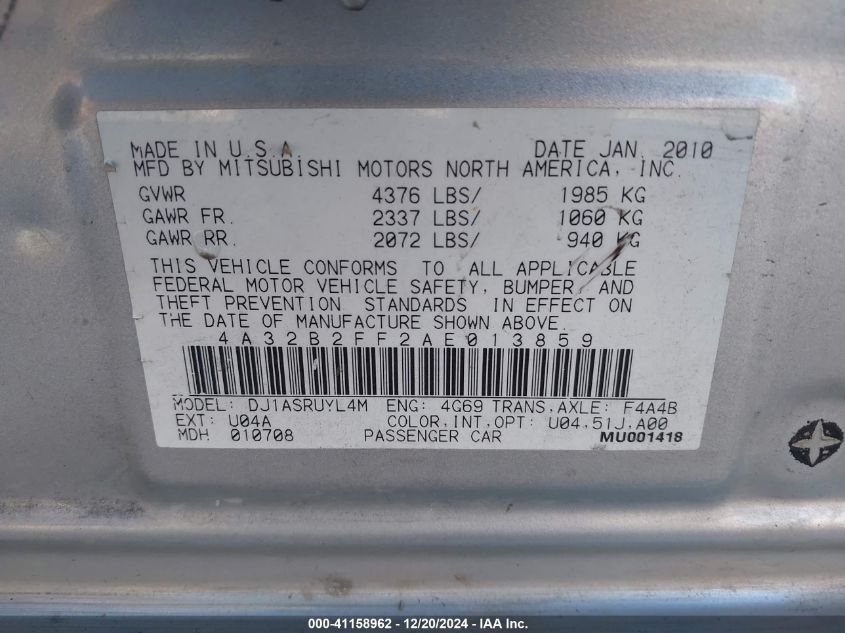 MADE IN U.S.A. DATE JAN. 2010
MFD BY MITSUBISHI MOTORS NORTH AMERICA, INC.
GVWR 4376 LBS/ 1985 KG
GAWR FR. 2337 LBS/ 1060 KG
GAWR RR. 2072 LBS/ 940 KG
THIS VEHICLE CONFORMS TO ALL APPLICABLE
FEDERAL MOTOR VEHICLE SAFETY, BUMPER, AND
THEFT PREVENTION STANDARDS IN EFFECT ON
THE DATE OF MANUFACTURE SHOWN ABOVE.
4A32B2FF2AE013859
MODEL: DJ1ASRUYL4M ENG: 4G69 TRANS,AXLE: F4A4B
EXT: U04A COLOR,INT,OPT: U04,51J,A00
MDH 010708 PASSENGER CAR MU001418
000-41158962 - 12/20/2024 - IAA Inc.